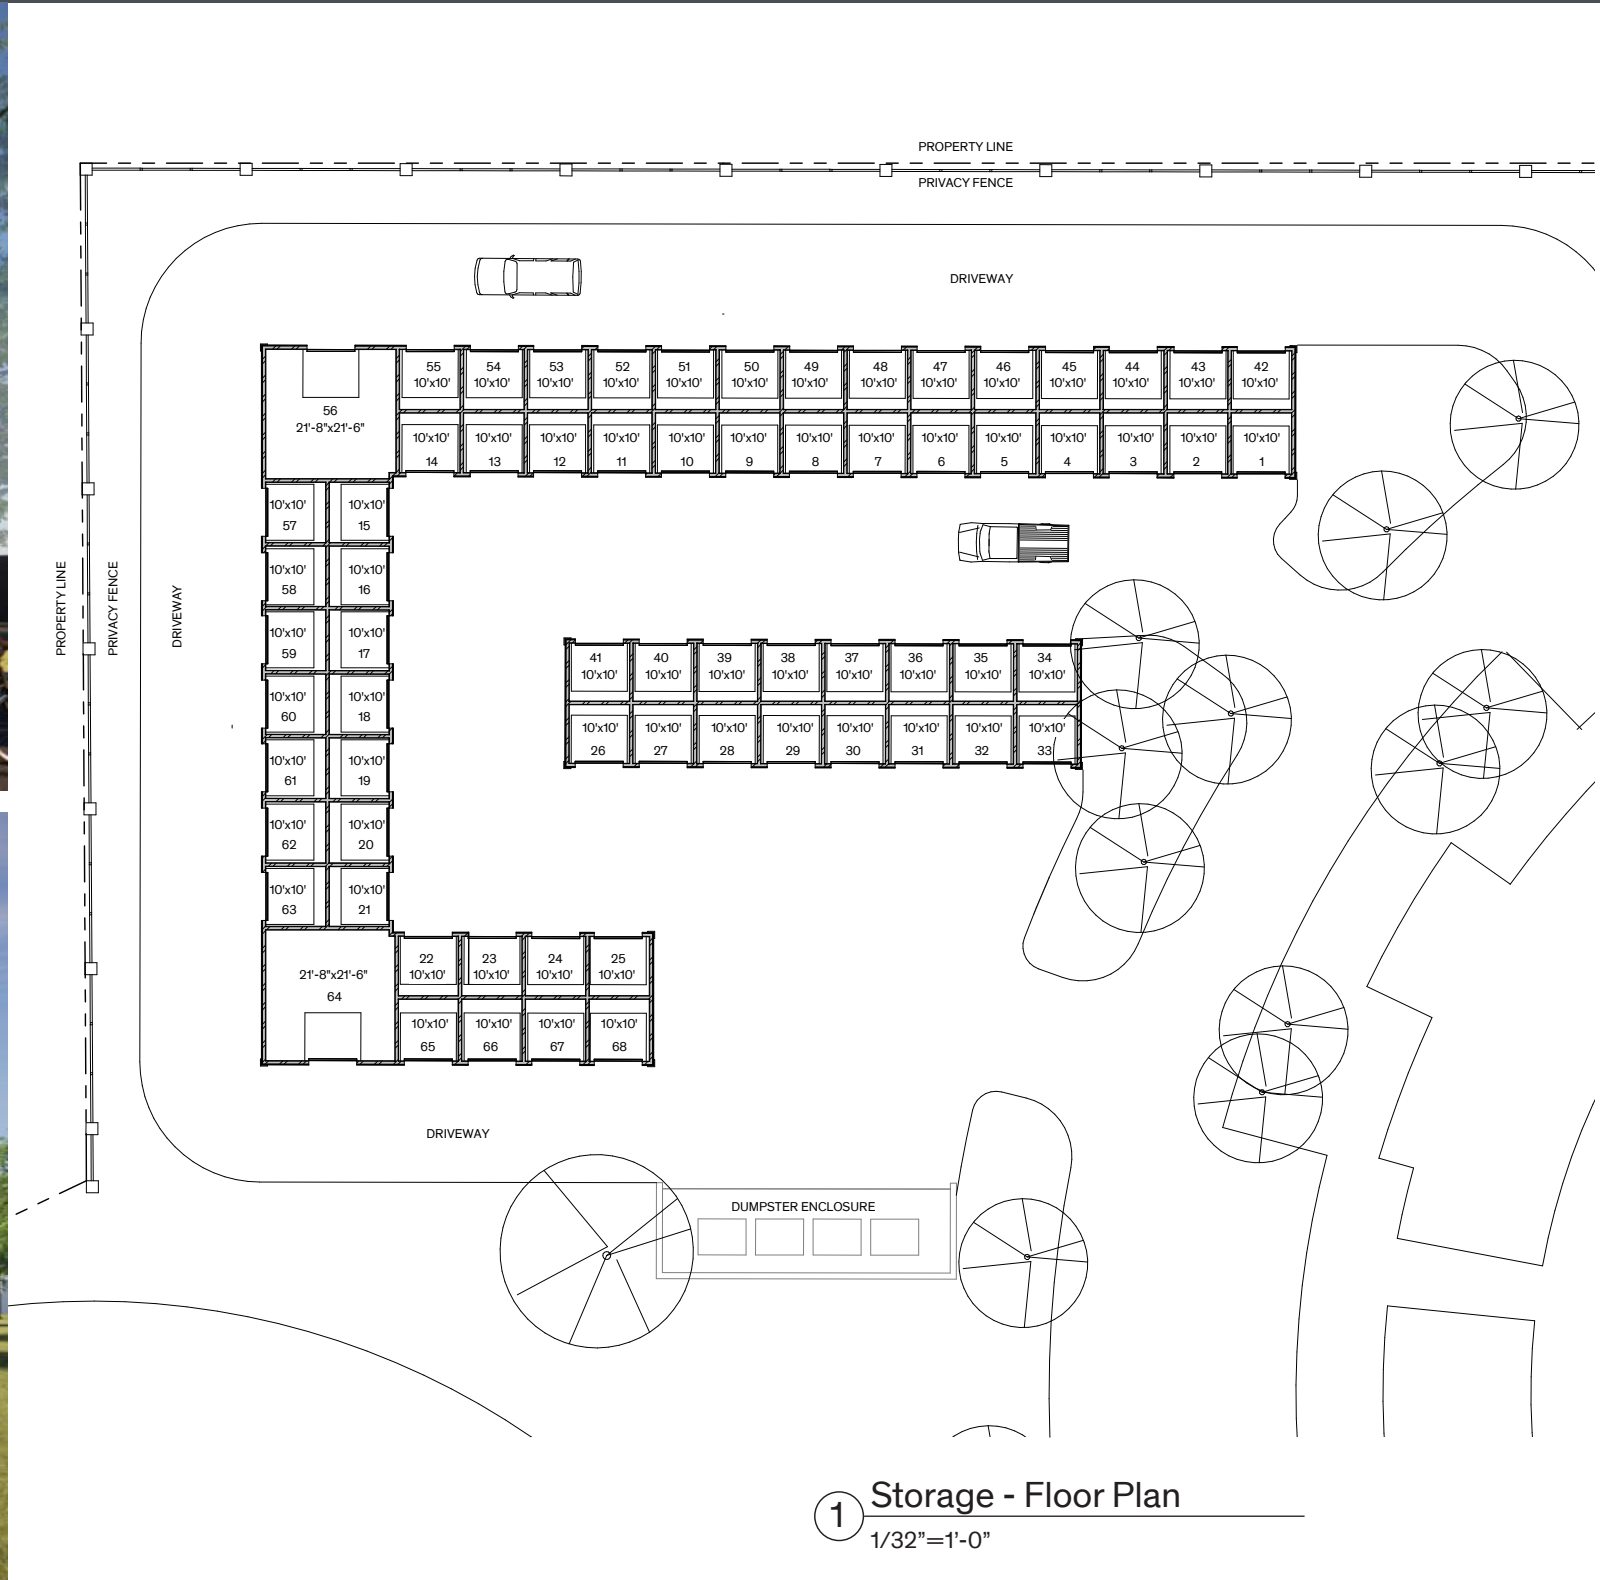 PROPERTY LINE
PRIVACY FENCE
DRIVEWAY
55 54 53 52 51 50 49 48 47 46 45 44 43 42
10'x10' 10'x10' 10'x10' 10'x10' 10'x10' 10'x10' 10'x10' 10'x10' 10'x10' 10'x10' 10'x10' 10'x10' 10'x10' 10'x10'
56
21'-8"x21'-6"
10'x10' 10'x10' 10'x10' 10'x10' 10'x10' 10'x10' 10'x10' 10'x10' 10'x10' 10'x10' 10'x10' 10'x10' 10'x10' 10'x10'
14 13 12 11 10 9 8 7 6 5 4 3 2 1
10'x10' 10'x10'
57 15
10'x10' 10'x10'
58 16
10'x10' 10'x10'
59 17
10'x10' 10'x10'
60 18
10'x10' 10'x10'
61 19
10'x10' 10'x10'
62 20
10'x10' 10'x10'
63 21
PROPERTY LINE
PRIVACY FENCE
DRIVEWAY
41 40 39 38 37 36 35 34
10'x10' 10'x10' 10'x10' 10'x10' 10'x10' 10'x10' 10'x10' 10'x10'
10'x10' 10'x10' 10'x10' 10'x10' 10'x10' 10'x10' 10'x10' 10'x10'
26 27 28 29 30 31 32 33
21'-8"x21'-6"
64
22 23 24 25
10'x10' 10'x10' 10'x10' 10'x10'
10'x10' 10'x10' 10'x10' 10'x10'
65 66 67 68
DRIVEWAY
DUMPSTER ENCLOSURE
1
Storage - Floor Plan
1/32”=1’-0”